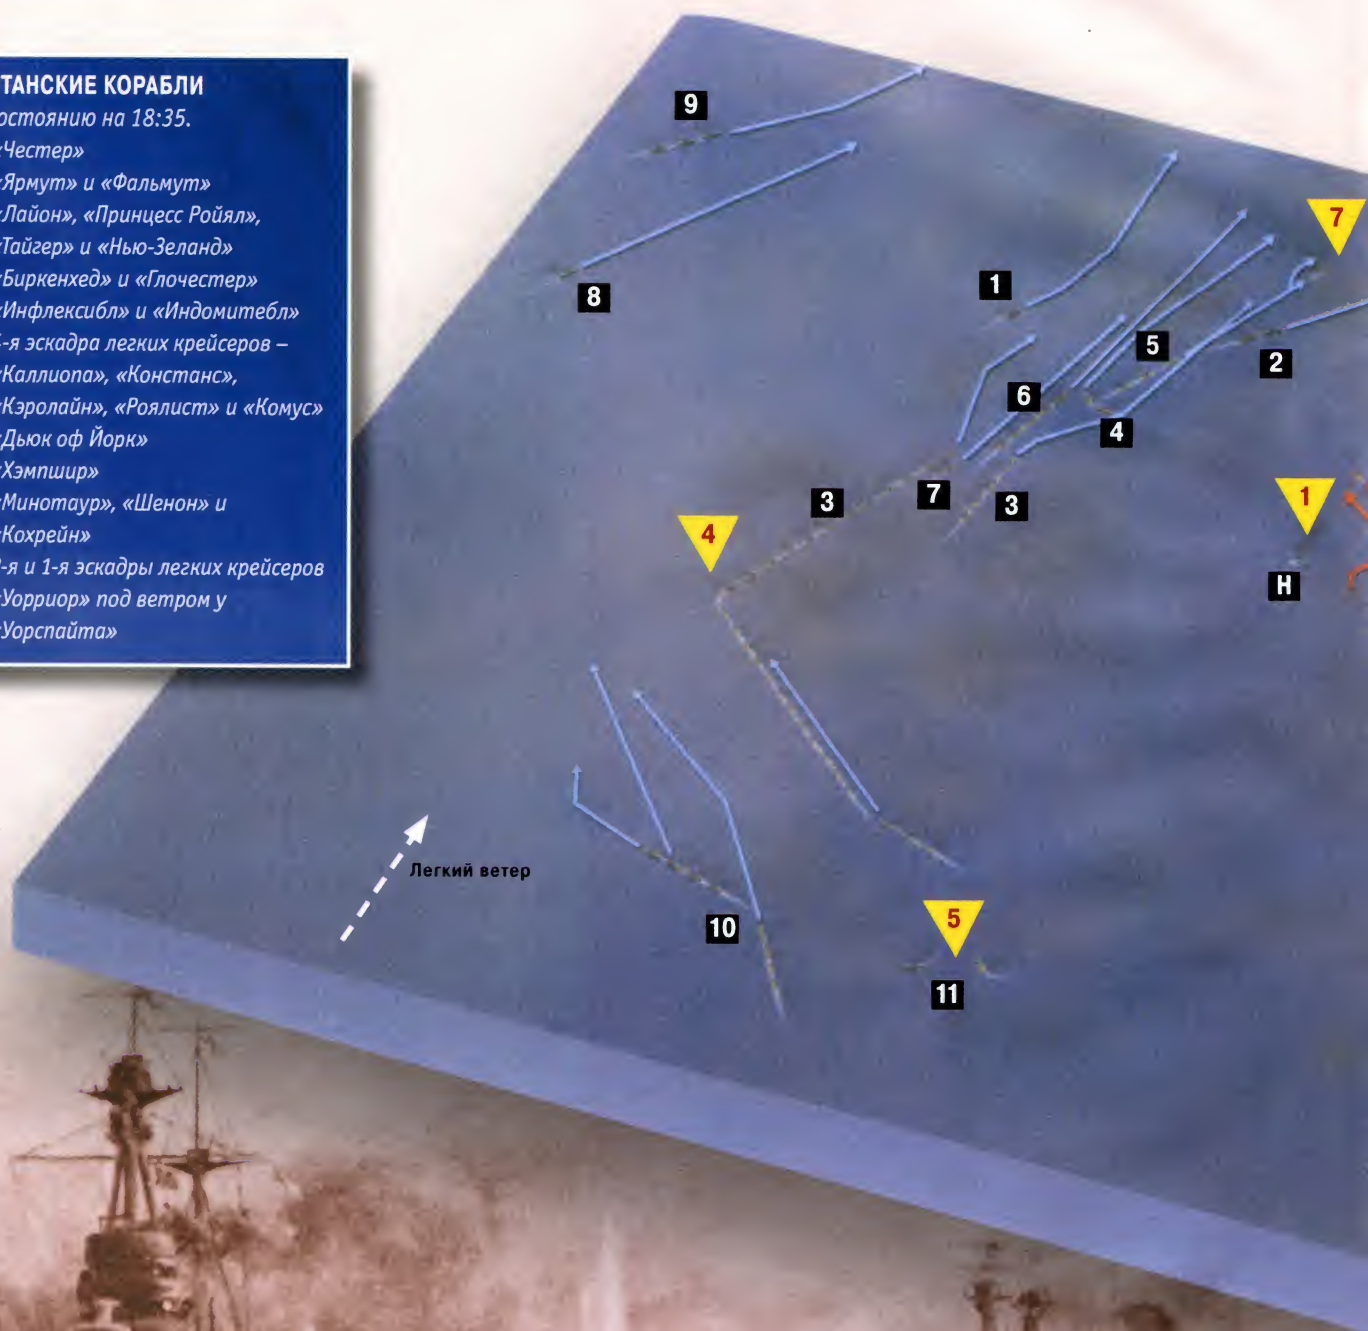 ТАНСКИЕ КОРАБЛИ
остоянию на 18:35.
«Честер»
«Ярмут» и «Фальмут»
«Лайон», «Принцесс Ройял»,
«Тайгер» и «Нью-Зеланд»
«Биркенхед» и «Глочестер»
«Инфлексибл» и «Индомитебл»
-я эскадра легких крейсеров –
«Каллиопа», «Констанс»,
«Кэролайн», «Роялист» и «Комус»
«Дьюк оф Йорк»
«Хэмпшир»
«Минотаур», «Шенон» и
«Кохрейн»
-я и 1-я эскадры легких крейсеров
«Уорриор» под ветром у
«Уорспайта»
9
8
1
7
5
2
6
4
7
3
3
1
4
Н
Легкий ветер
10
5
11